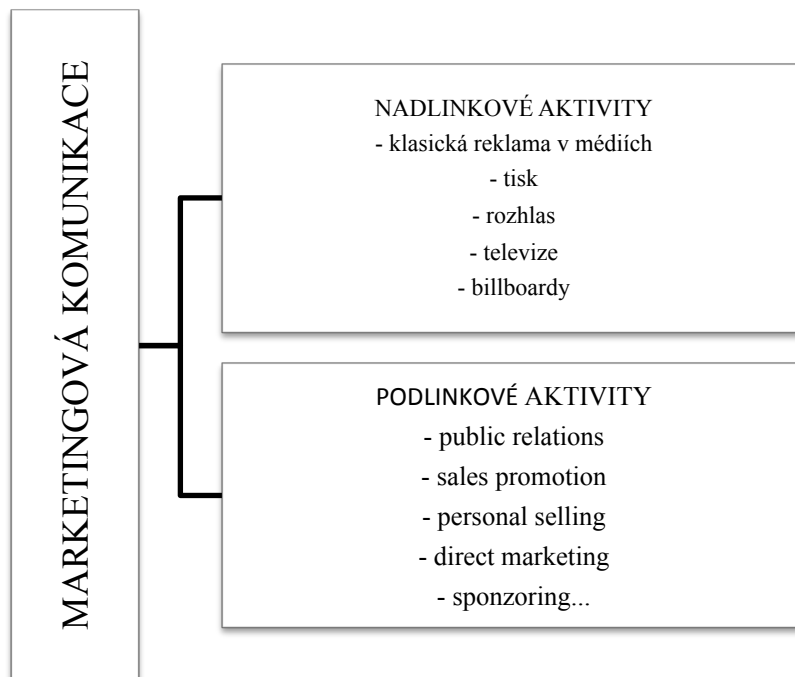 MARKETINGOVÁ KOMUNIKACE
NADLINKOVÉ AKTIVITY
- klasická reklama v médiích
- tisk
- rozhlas
- televize
- billboardy
PODLINKOVÉ AKTIVITY
- public relations
- sales promotion
- personal selling
- direct marketing
- sponzoring...